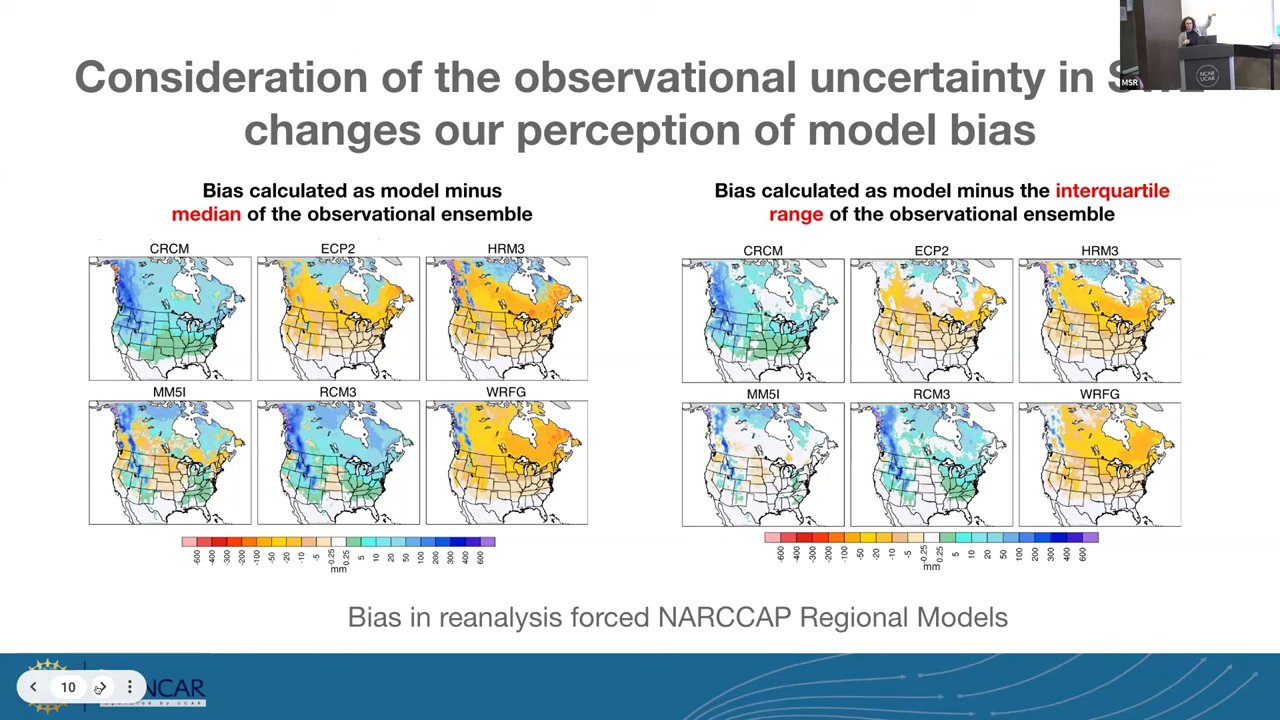 Consideration of the observational uncertainty in
changes our perception of model bias
Bias calculated as model minus
median of the observational ensemble
Bias calculated as model minus the interquartile
range of the observational ensemble
CRCM ECP2 HRM3
MM5I RCM3 WRFG
-600 -400 -300 -200 -100 -50 -20 -10 -5 -0.25 0.25 5 10 20 50 100 200 300 400 600
mm
CRCM ECP2 HRM3
MM5I RCM3 WRFG
-600 -400 -300 -200 -100 -50 -20 -10 -5 -0.25 0.25 5 10 20 50 100 200 300 400 600
mm
Bias in reanalysis forced NARCCAP Regional Models
10
NCAR
MSR
NCAR
UCAR